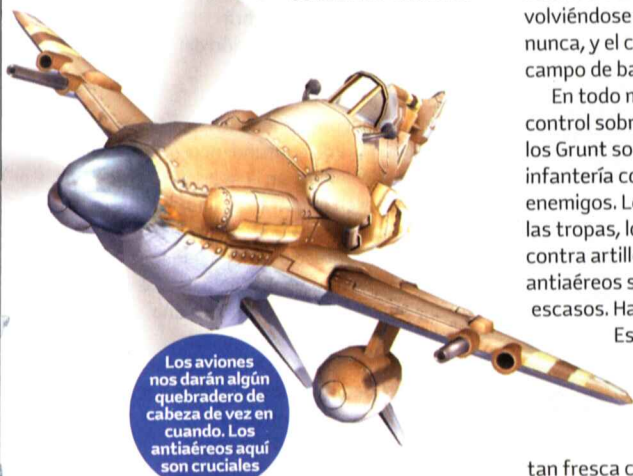 volviéndose
nunca, y el c
campo de ba
En todo m
control sobr
los Grunt so
infantería co
enemigos. L
las tropas, l
contra artill
antiaéreos s
escasos. Ha
Es
tan fresca c
Los aviones
nos darán algún
quebradero de
cabeza de vez en
cuando. Los
antiaéreos aquí
son cruciales